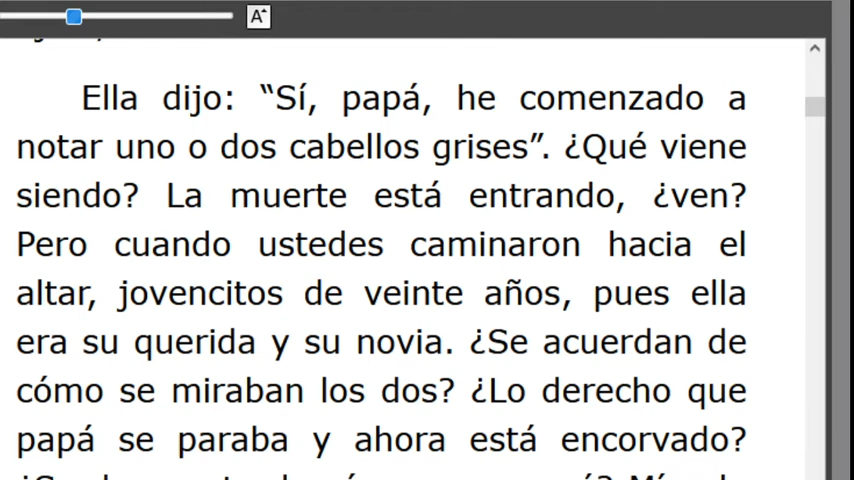 A
Ella dijo: “Sí, papá, he comenzado a
notar uno o dos cabellos grises”. ¿Qué viene
siendo? La muerte está entrando, ¿ven?
Pero cuando ustedes caminaron hacia el
altar, jovencitos de veinte años, pues ella
era su querida y su novia. ¿Se acuerdan de
cómo se miraban los dos? ¿Lo derecho que
papá se paraba y ahora está encorvado?